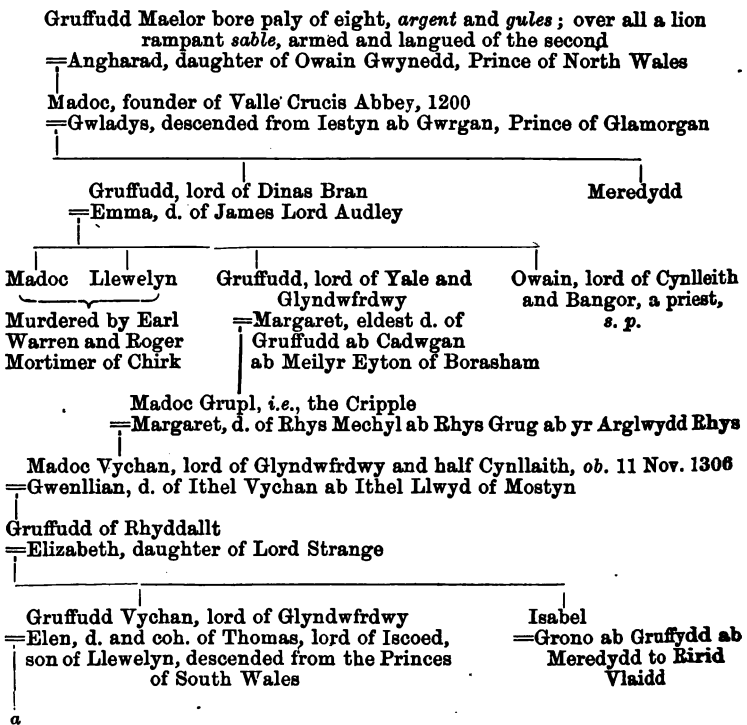 Gruffudd Maelor bore paly of eight, argent and gules; over all a lion
rampant sable, armed and langued of the second
=Angharad, daughter of Owain Gwynedd, Prince of North Wales
Madoc, founder of Valle Crucis Abbey, 1200
=Gwladys, descended from Iestyn ab Gwrgan, Prince of Glamorgan
Gruffudd, lord of Dinas Bran
=Emma, d. of James Lord Audley
Meredydd
Madoc Llewelyn
Murdered by Earl
Warren and Roger
Mortimer of Chirk
Gruffudd, lord of Yale and
Glyndwfrdwy
=Margaret, eldest d. of
Gruffudd ab Cadwgan
ab Meilyr Eyton of Borasham
Owain, lord of Cynlleith
and Bangor, a priest,
s. p.
Madoc Grupl, i.e., the Cripple
=Margaret, d. of Rhys Mechyl ab Rhys Grug ab yr Arglwydd Rhys
Madoc Vychan, lord of Glyndwfrdwy and half Cynllaith, ob. 11 Nov. 1306
=Gwenllian, d. of Ithel Vychan ab Ithel Llwyd of Mostyn
Gruffudd of Rhyddallt
=Elizabeth, daughter of Lord Strange
Gruffudd Vychan, lord of Glyndwfrdwy
=Elen, d. and coh. of Thomas, lord of Iscoed,
son of Llewelyn, descended from the Princes
of South Wales
a
Isabel
=Grono ab Gruffydd ab
Meredydd to Ririd
Vlaidd